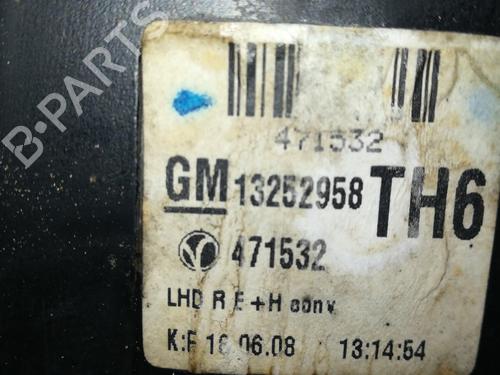 B-PARTS
471532
GM 13252958 TH6
471532
LHD R E+H conv
K:F 16.06.08 13:14:54